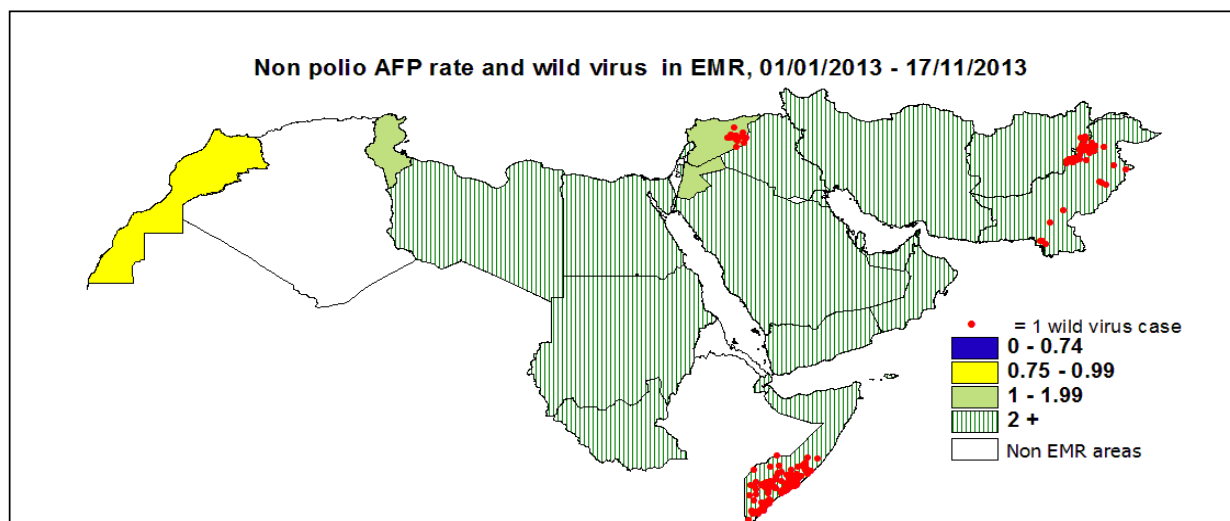 Non polio AFP rate and wild virus in EMR, 01/01/2013 - 17/11/2013
= 1 wild virus case
0 - 0.74
0.75 - 0.99
1 - 1.99
2 +
Non EMR areas